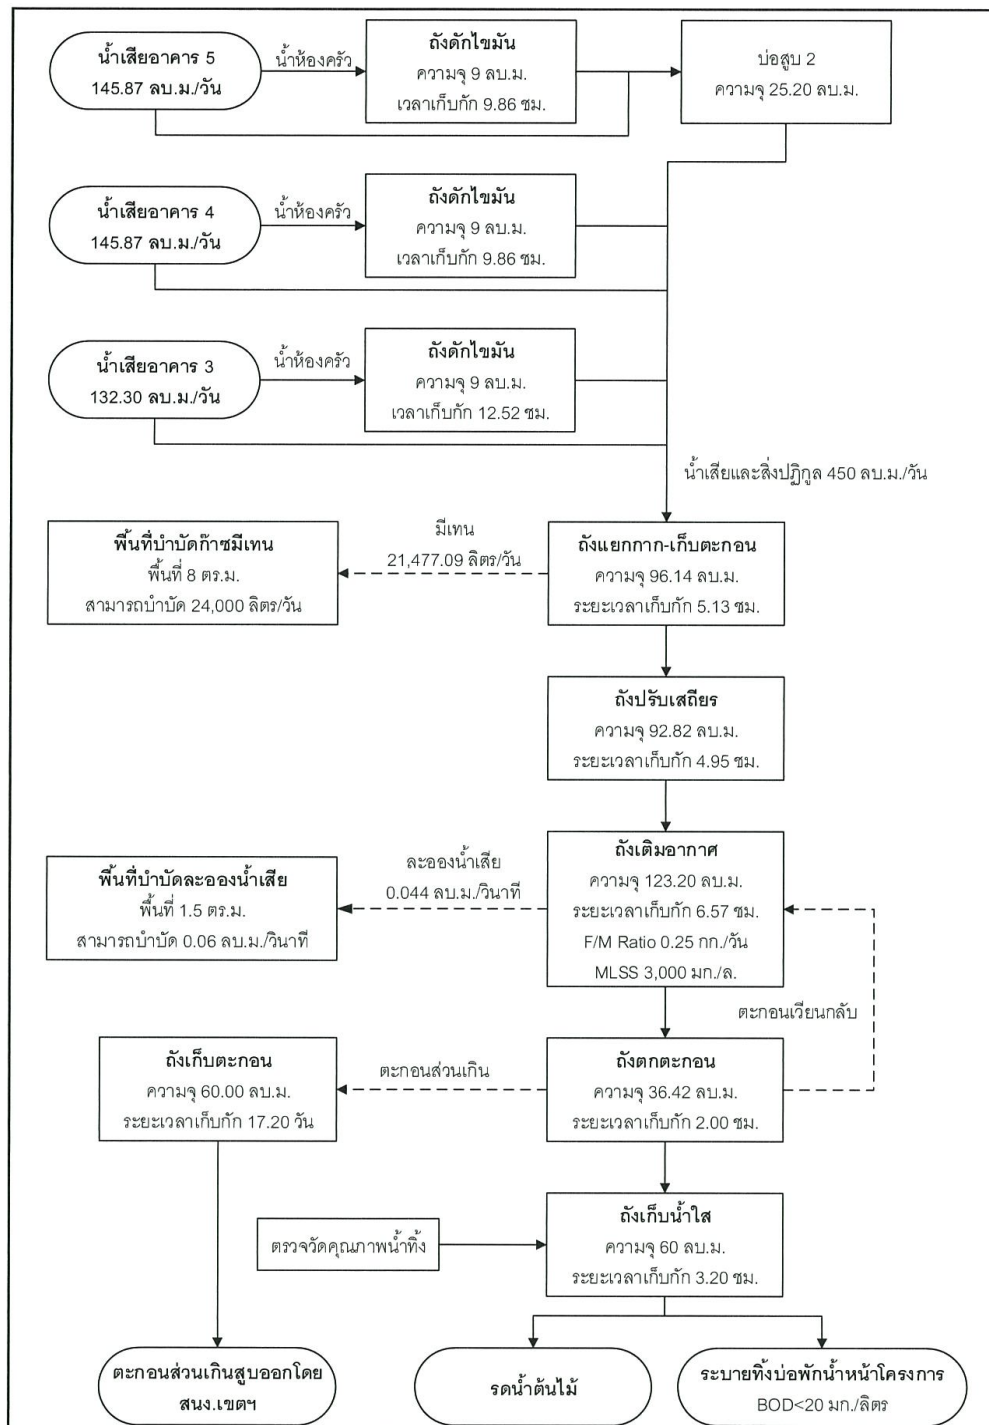 น้ำเสียอาคาร 5
145.87 ลบ.ม./วัน
น้ำห้องครัว
ถังดักไขมัน
ความจุ 9 ลบ.ม.
เวลาเก็บกัก 9.86 ชม.
บ่อสูบ 2
ความจุ 25.20 ลบ.ม.
น้ำเสียอาคาร 4
145.87 ลบ.ม./วัน
น้ำห้องครัว
ถังดักไขมัน
ความจุ 9 ลบ.ม.
เวลาเก็บกัก 9.86 ชม.
น้ำเสียอาคาร 3
132.30 ลบ.ม./วัน
น้ำห้องครัว
ถังดักไขมัน
ความจุ 9 ลบ.ม.
เวลาเก็บกัก 12.52 ชม.
น้ำเสียและสิ่งปฏิกูล 450 ลบ.ม./วัน
พื้นที่บำบัดก๊าซมีเทน
พื้นที่ 8 ตร.ม.
สามารถบำบัด 24,000 ลิตร/วัน
มีเทน
21,477.09 ลิตร/วัน
ถังแยกกาก-เก็บตะกอน
ความจุ 96.14 ลบ.ม.
ระยะเวลาเก็บกัก 5.13 ชม.
ถังปรับเสถียร
ความจุ 92.82 ลบ.ม.
ระยะเวลาเก็บกัก 4.95 ชม.
พื้นที่บำบัดละอองน้ำเสีย
พื้นที่ 1.5 ตร.ม.
สามารถบำบัด 0.06 ลบ.ม./วินาที
ละอองน้ำเสีย
0.044 ลบ.ม./วินาที
ถังเติมอากาศ
ความจุ 123.20 ลบ.ม.
ระยะเวลาเก็บกัก 6.57 ชม.
F/M Ratio 0.25 กก./วัน
MLSS 3,000 มก./ล.
ตะกอนเวียนกลับ
ถังเก็บตะกอน
ความจุ 60.00 ลบ.ม.
ระยะเวลาเก็บกัก 17.20 วัน
ตะกอนส่วนเกิน
ถังตกตะกอน
ความจุ 36.42 ลบ.ม.
ระยะเวลาเก็บกัก 2.00 ชม.
ตรวจวัดคุณภาพน้ำทิ้ง
ถังเก็บน้ำใส
ความจุ 60 ลบ.ม.
ระยะเวลาเก็บกัก 3.20 ชม.
ตะกอนส่วนเกินสูบออกโดย
สนง.เขตฯ
รดน้ำต้นไม้
ระบายทิ้งบ่อพักน้ำหน้าโครงการ
BOD<20 มก./ลิตร